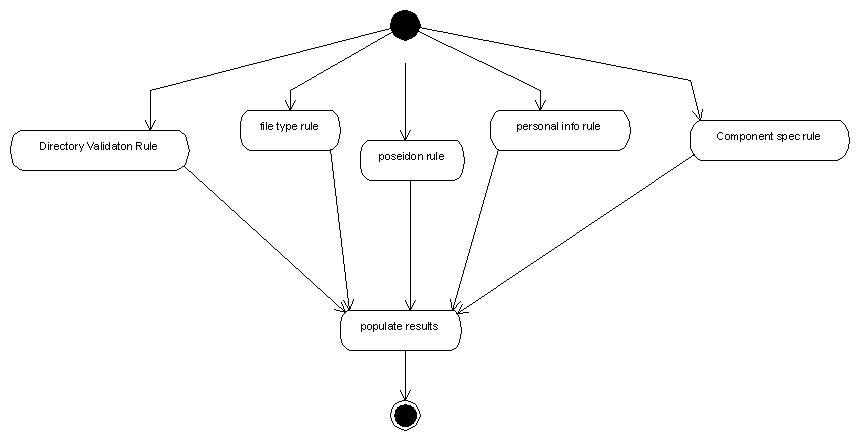 file type rule
personal info rule
Component spec rule
Directory Validaton Rule
poseidon rule
populate results